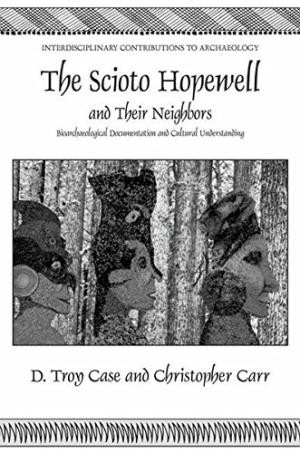 INTERDISCIPLINARY CONTRIBUTIONS TO ARCHAEOLOGY
The Scioto Hopewell
and Their Neighbors
Bioarchaeological Documentation and Cultural Understanding
D. Troy Case and Christopher Carr